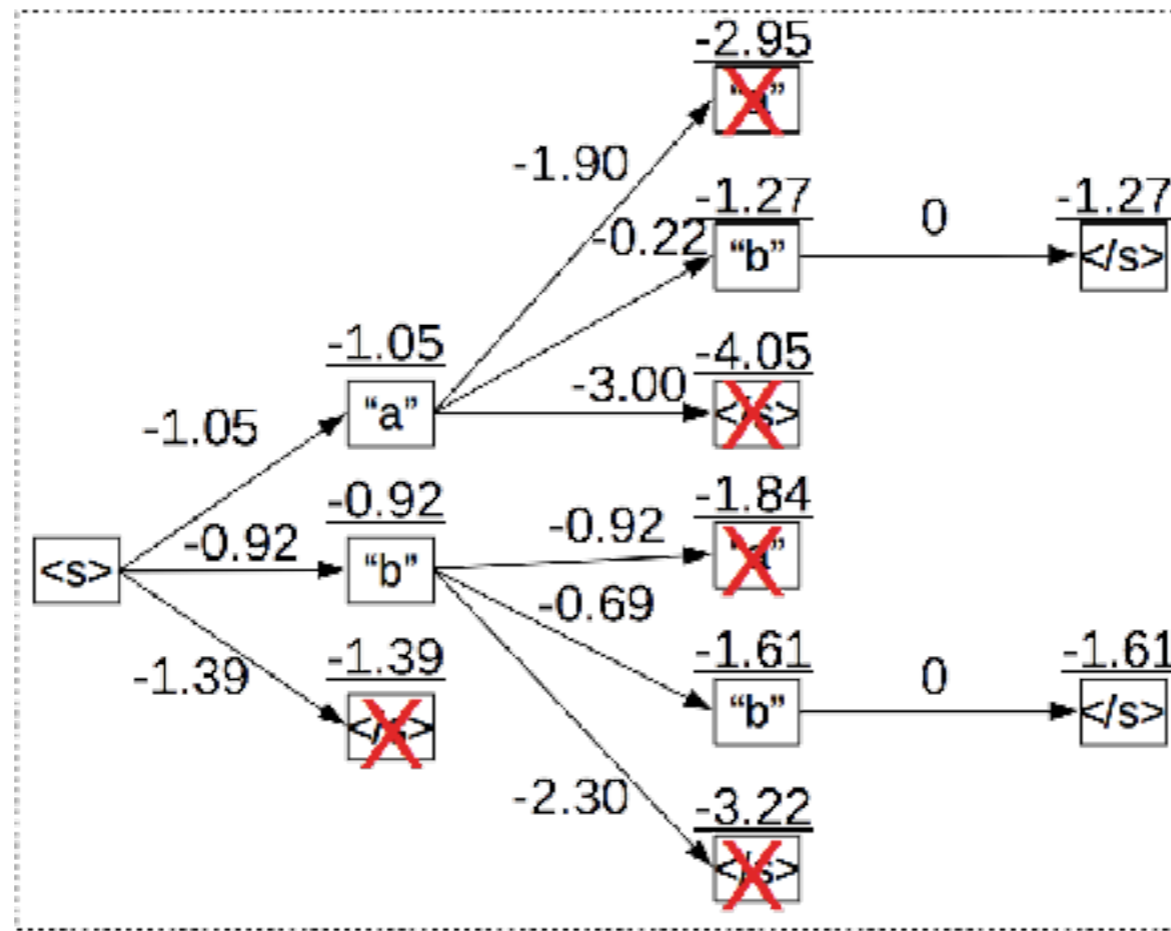 -2.95
"a"
-1.90
-1.27
0
-1.27
-0.22
"b"
</s>
-1.05
-4.05
-3.00
"a"
</s>
-1.05
-0.92
-1.84
-0.92
-0.92
"a"
<s>
"b"
-0.69
-1.39
-1.39
-1.61
0
-1.61
</s>
"b"
</s>
-2.30
-3.22
</s>